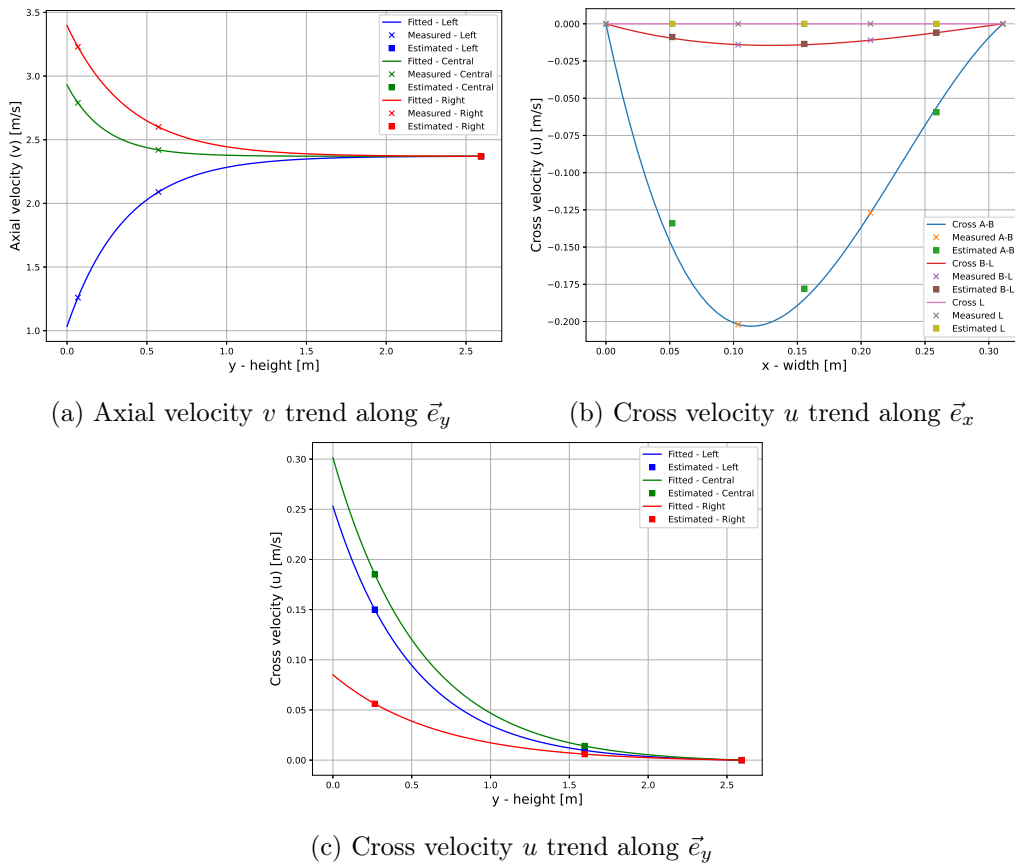 3.5
3.0
2.5
2.0
1.5
1.0
Axial velocity (v) [m/s]
0.0 0.5 1.0 1.5 2.0 2.5
y - height [m]
Fitted - Left
Measured - Left
Estimated - Left
Fitted - Central
Measured - Central
Estimated - Central
Fitted - Right
Measured - Right
Estimated - Right
(a) Axial velocity v trend along e⃗y
0.000
−0.025
−0.050
−0.075
−0.100
−0.125
−0.150
−0.175
−0.200
Cross velocity (u) [m/s]
0.00 0.05 0.10 0.15 0.20 0.25 0.30
x - width [m]
Cross A-B
Measured A-B
Estimated A-B
Cross B-L
Measured B-L
Estimated B-L
Cross L
Measured L
Estimated L
(b) Cross velocity u trend along e⃗x
0.30
0.25
0.20
0.15
0.10
0.05
0.00
Cross velocity (u) [m/s]
0.0 0.5 1.0 1.5 2.0 2.5
y - height [m]
Fitted - Left
Estimated - Left
Fitted - Central
Estimated - Central
Fitted - Right
Estimated - Right
(c) Cross velocity u trend along e⃗y